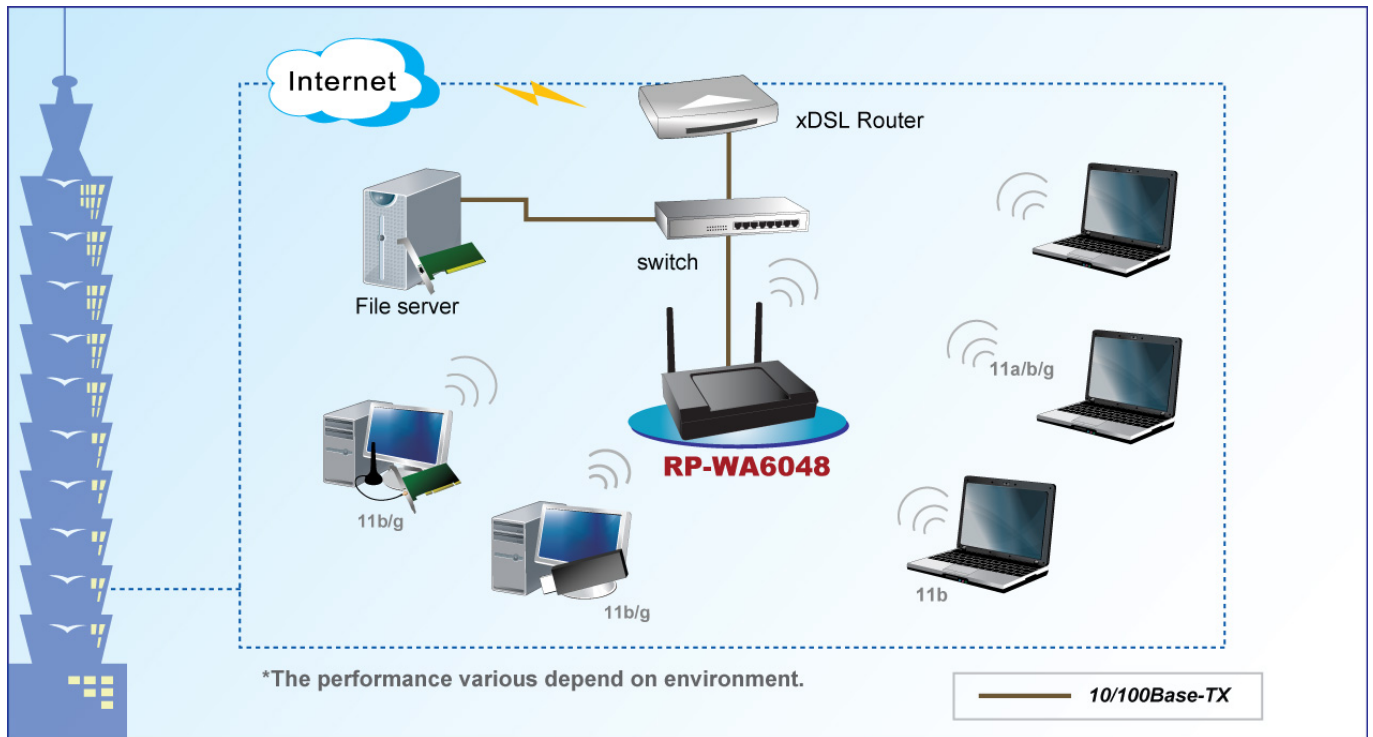 Internet
xDSL Router
switch
File server
11a/b/g
RP-WA6048
11b/g
11b/g
11b
*The performance various depend on environment.
10/100Base-TX